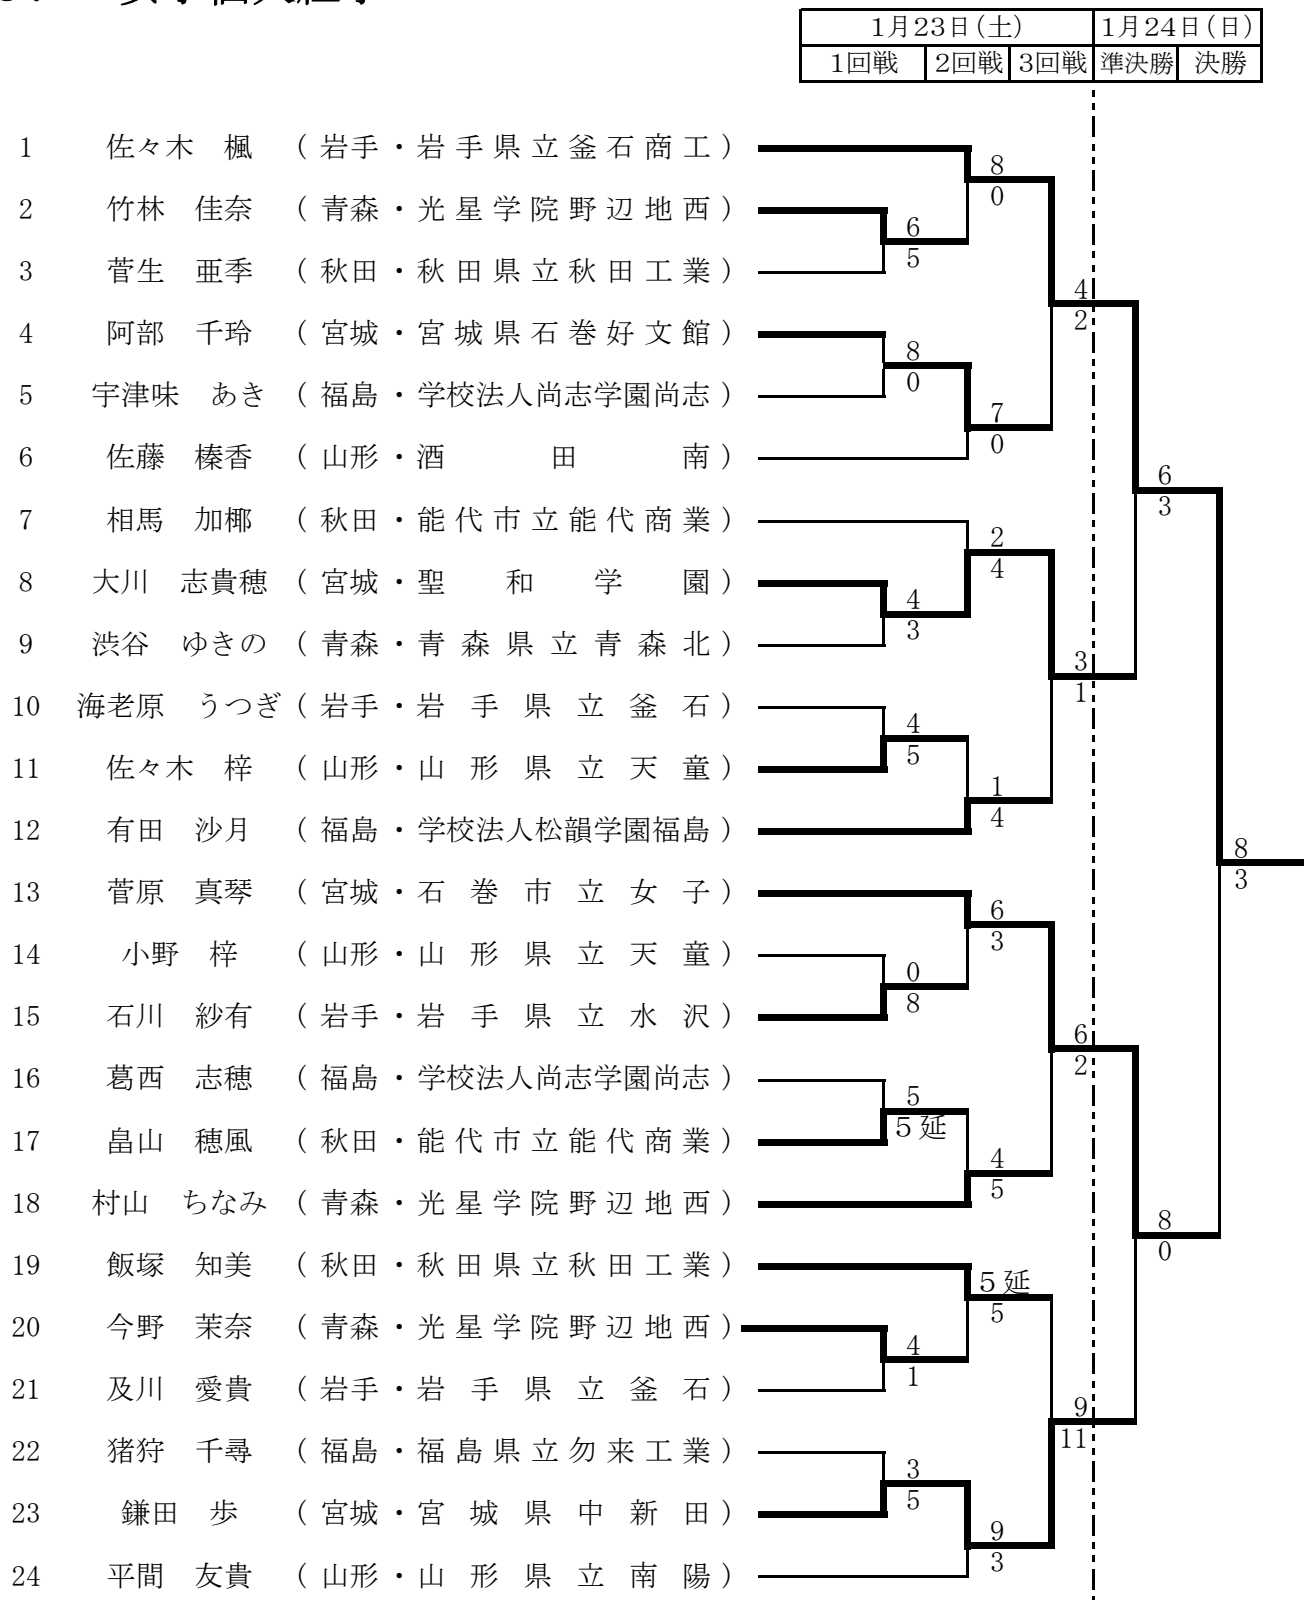 1月23日(土) 1月24日(日)
1回戦 2回戦 3回戦 準決勝 決勝
1 佐々木 楓 (岩手・岩手県立釜石商工)
8
0
2 竹林 佳奈 (青森・光星学院野辺地西)
6
5
3 菅生 亜季 (秋田・秋田県立秋田工業)
4
2
4 阿部 千玲 (宮城・宮城県石巻好文館)
8
0
5 宇津味 あき (福島・学校法人尚志学園尚志)
7
0
6 佐藤 榛香 (山形・酒田南)
6
3
7 相馬 加椰 (秋田・能代市立能代商業)
2
4
8 大川 志貴穂 (宮城・聖和学園)
4
3
9 渋谷 ゆきの (青森・青森県立青森北)
3
1
10 海老原 うつぎ (岩手・岩手県立釜石)
4
5
11 佐々木 梓 (山形・山形県立天童)
1
4
12 有田 沙月 (福島・学校法人松韻学園福島)
8
3
13 菅原 真琴 (宮城・石巻市立女子)
6
3
14 小野 梓 (山形・山形県立天童)
0
8
15 石川 紗有 (岩手・岩手県立水沢)
6
2
16 葛西 志穂 (福島・学校法人尚志学園尚志)
5
5延
17 畠山 穂風 (秋田・能代市立能代商業)
4
5
18 村山 ちなみ (青森・光星学院野辺地西)
8
0
19 飯塚 知美 (秋田・秋田県立秋田工業)
5延
5
20 今野 茉奈 (青森・光星学院野辺地西)
4
1
21 及川 愛貴 (岩手・岩手県立釜石)
9
11
22 猪狩 千尋 (福島・福島県立勿来工業)
3
5
23 鎌田 歩 (宮城・宮城県中新田)
9
3
24 平間 友貴 (山形・山形県立南陽)